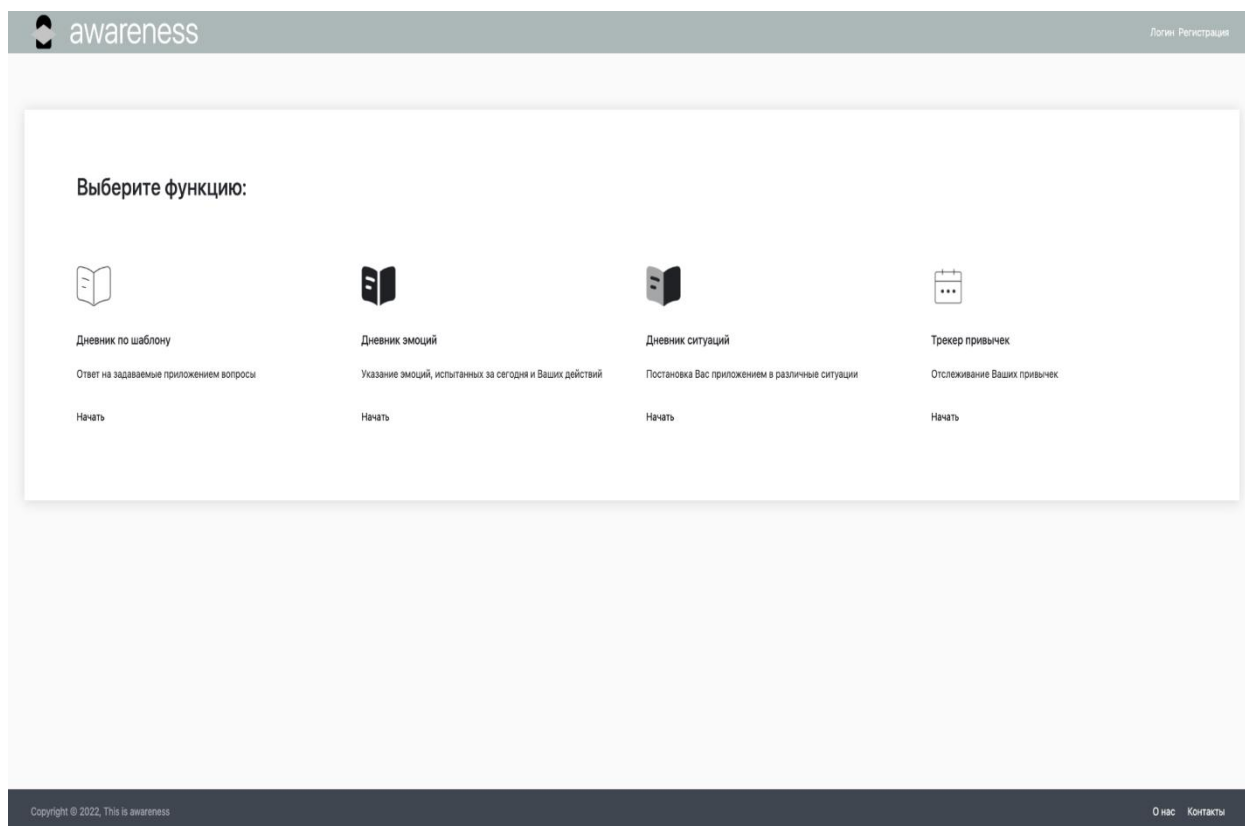 awareness
Логин Регистрация
Выберите функцию:
Дневник по шаблону
Ответ на задаваемые приложением вопросы
Начать
Дневник эмоций
Указание эмоций, испытанных за сегодня и Ваших действий
Начать
Дневник ситуаций
Постановка Вас приложением в различные ситуации
Начать
Трекер привычек
Отслеживание Ваших привычек
Начать
Copyright © 2022, This is awareness
О нас Контакты